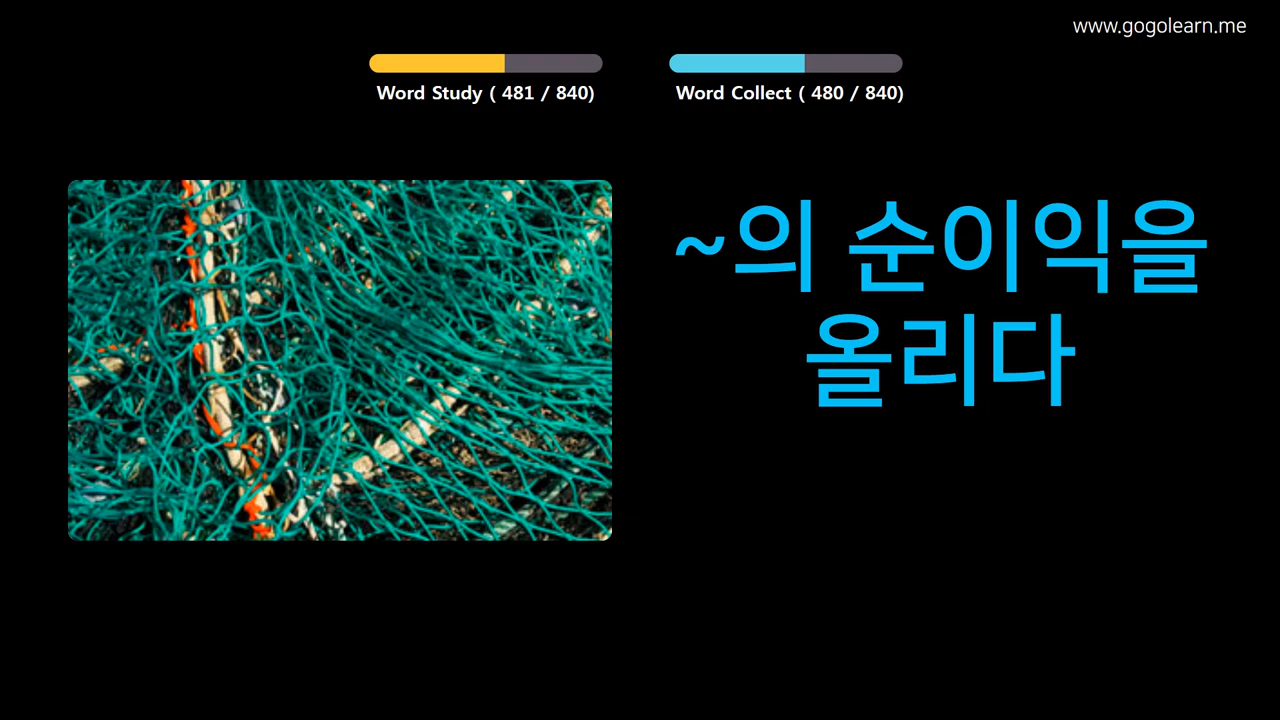 www.gogolearn.me
Word Study ( 481 / 840)
Word Collect ( 480 / 840)
~의 순이익을
올리다